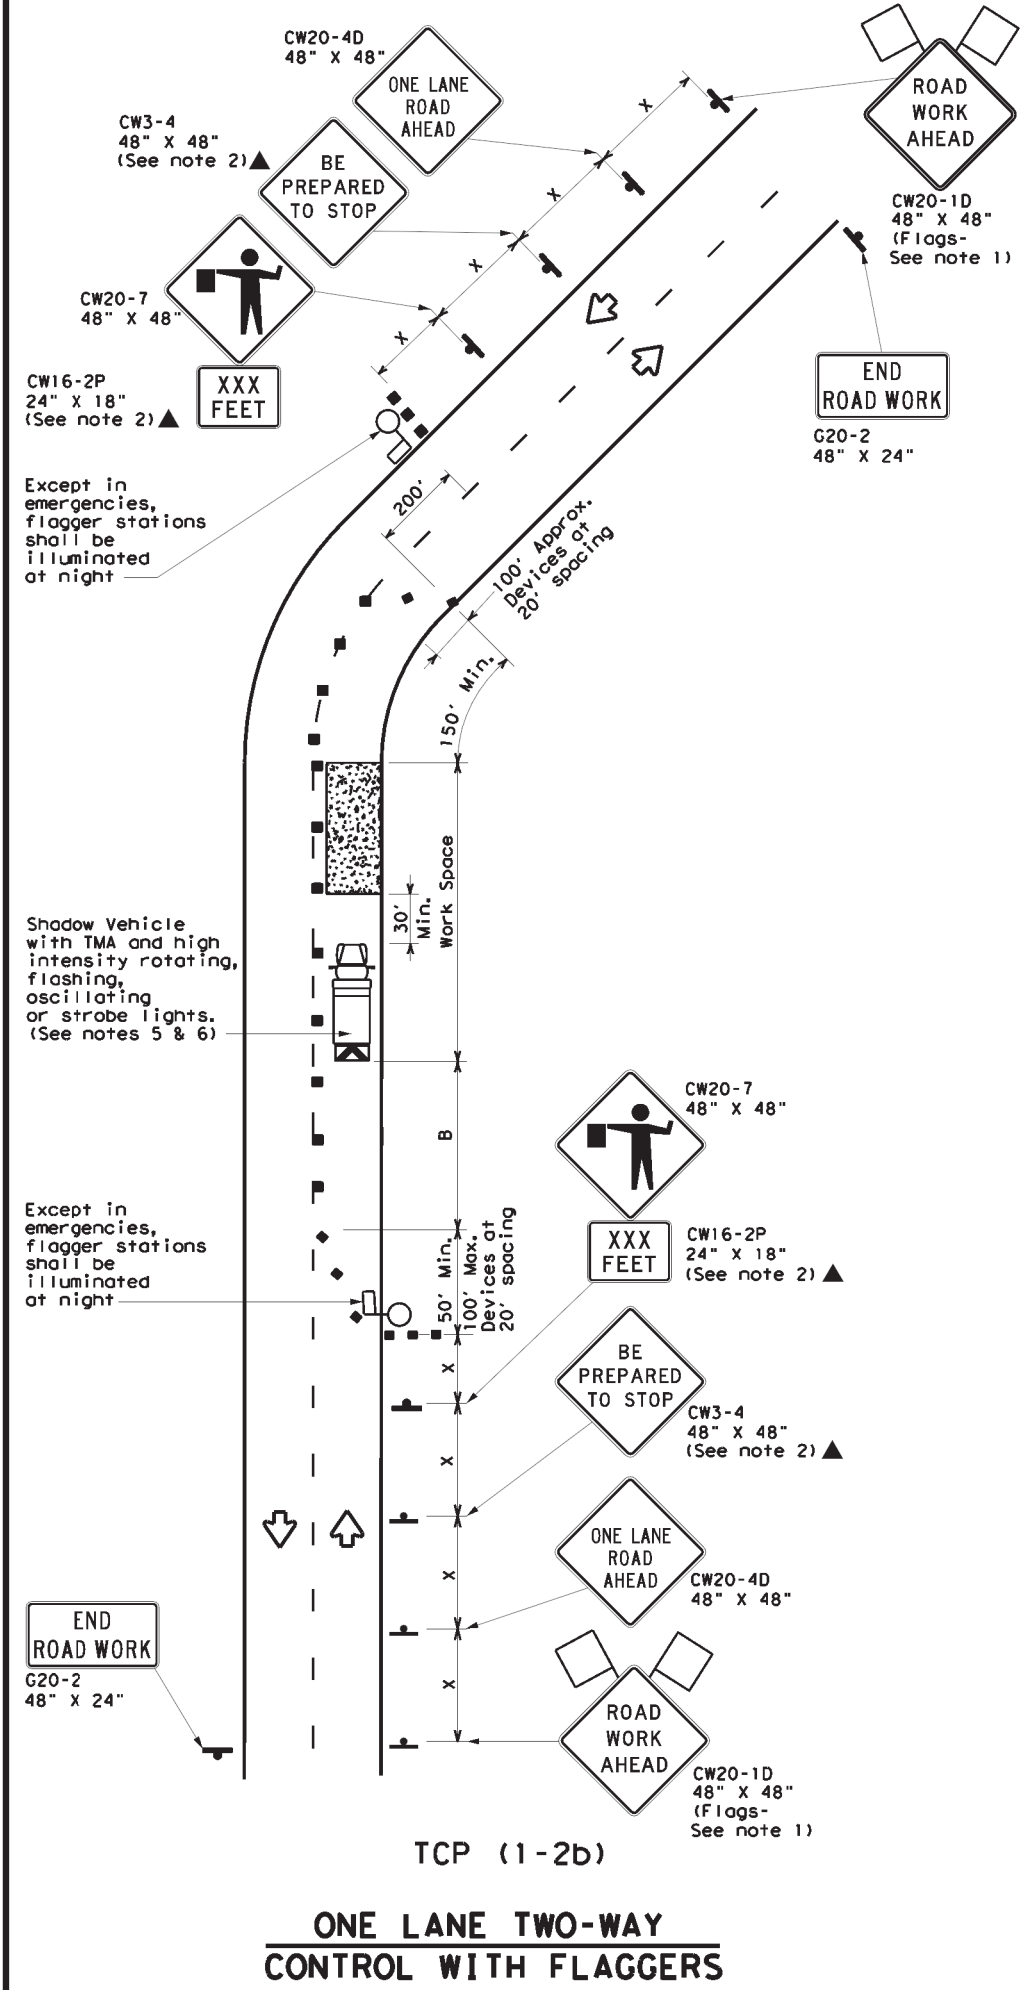 CW20-4D
48" X 48"
ONE LANE
ROAD
AHEAD
ROAD
WORK
AHEAD
CW20-1D
48" X 48"
(Flags-
See note 1)
CW3-4
48" X 48"
(See note 2)▲
BE
PREPARED
TO STOP
X
X
X
X
CW20-7
48" X 48"
CW16-2P
24" X 18"
(See note 2)▲
XXX
FEET
END
ROAD WORK
G20-2
48" X 24"
Except in
emergencies,
flagger stations
shall be
illuminated
at night
200'
100' Approx.
Devices at
20' spacing
150' Min.
Work Space
30'
Min.
Shadow Vehicle
with TMA and high
intensity rotating,
flashing,
oscillating
or strobe lights.
(See notes 5 & 6)
B
CW20-7
48" X 48"
XXX
FEET
CW16-2P
24" X 18"
(See note 2)▲
Except in
emergencies,
flagger stations
shall be
illuminated
at night
50' Min.
100' Max.
Devices at
20' spacing
X
X
X
X
BE
PREPARED
TO STOP
CW3-4
48" X 48"
(See note 2)▲
ONE LANE
ROAD
AHEAD
CW20-4D
48" X 48"
END
ROAD WORK
G20-2
48" X 24"
ROAD
WORK
AHEAD
CW20-1D
48" X 48"
(Flags-
See note 1)
TCP (1-2b)
ONE LANE TWO-WAY
CONTROL WITH FLAGGERS